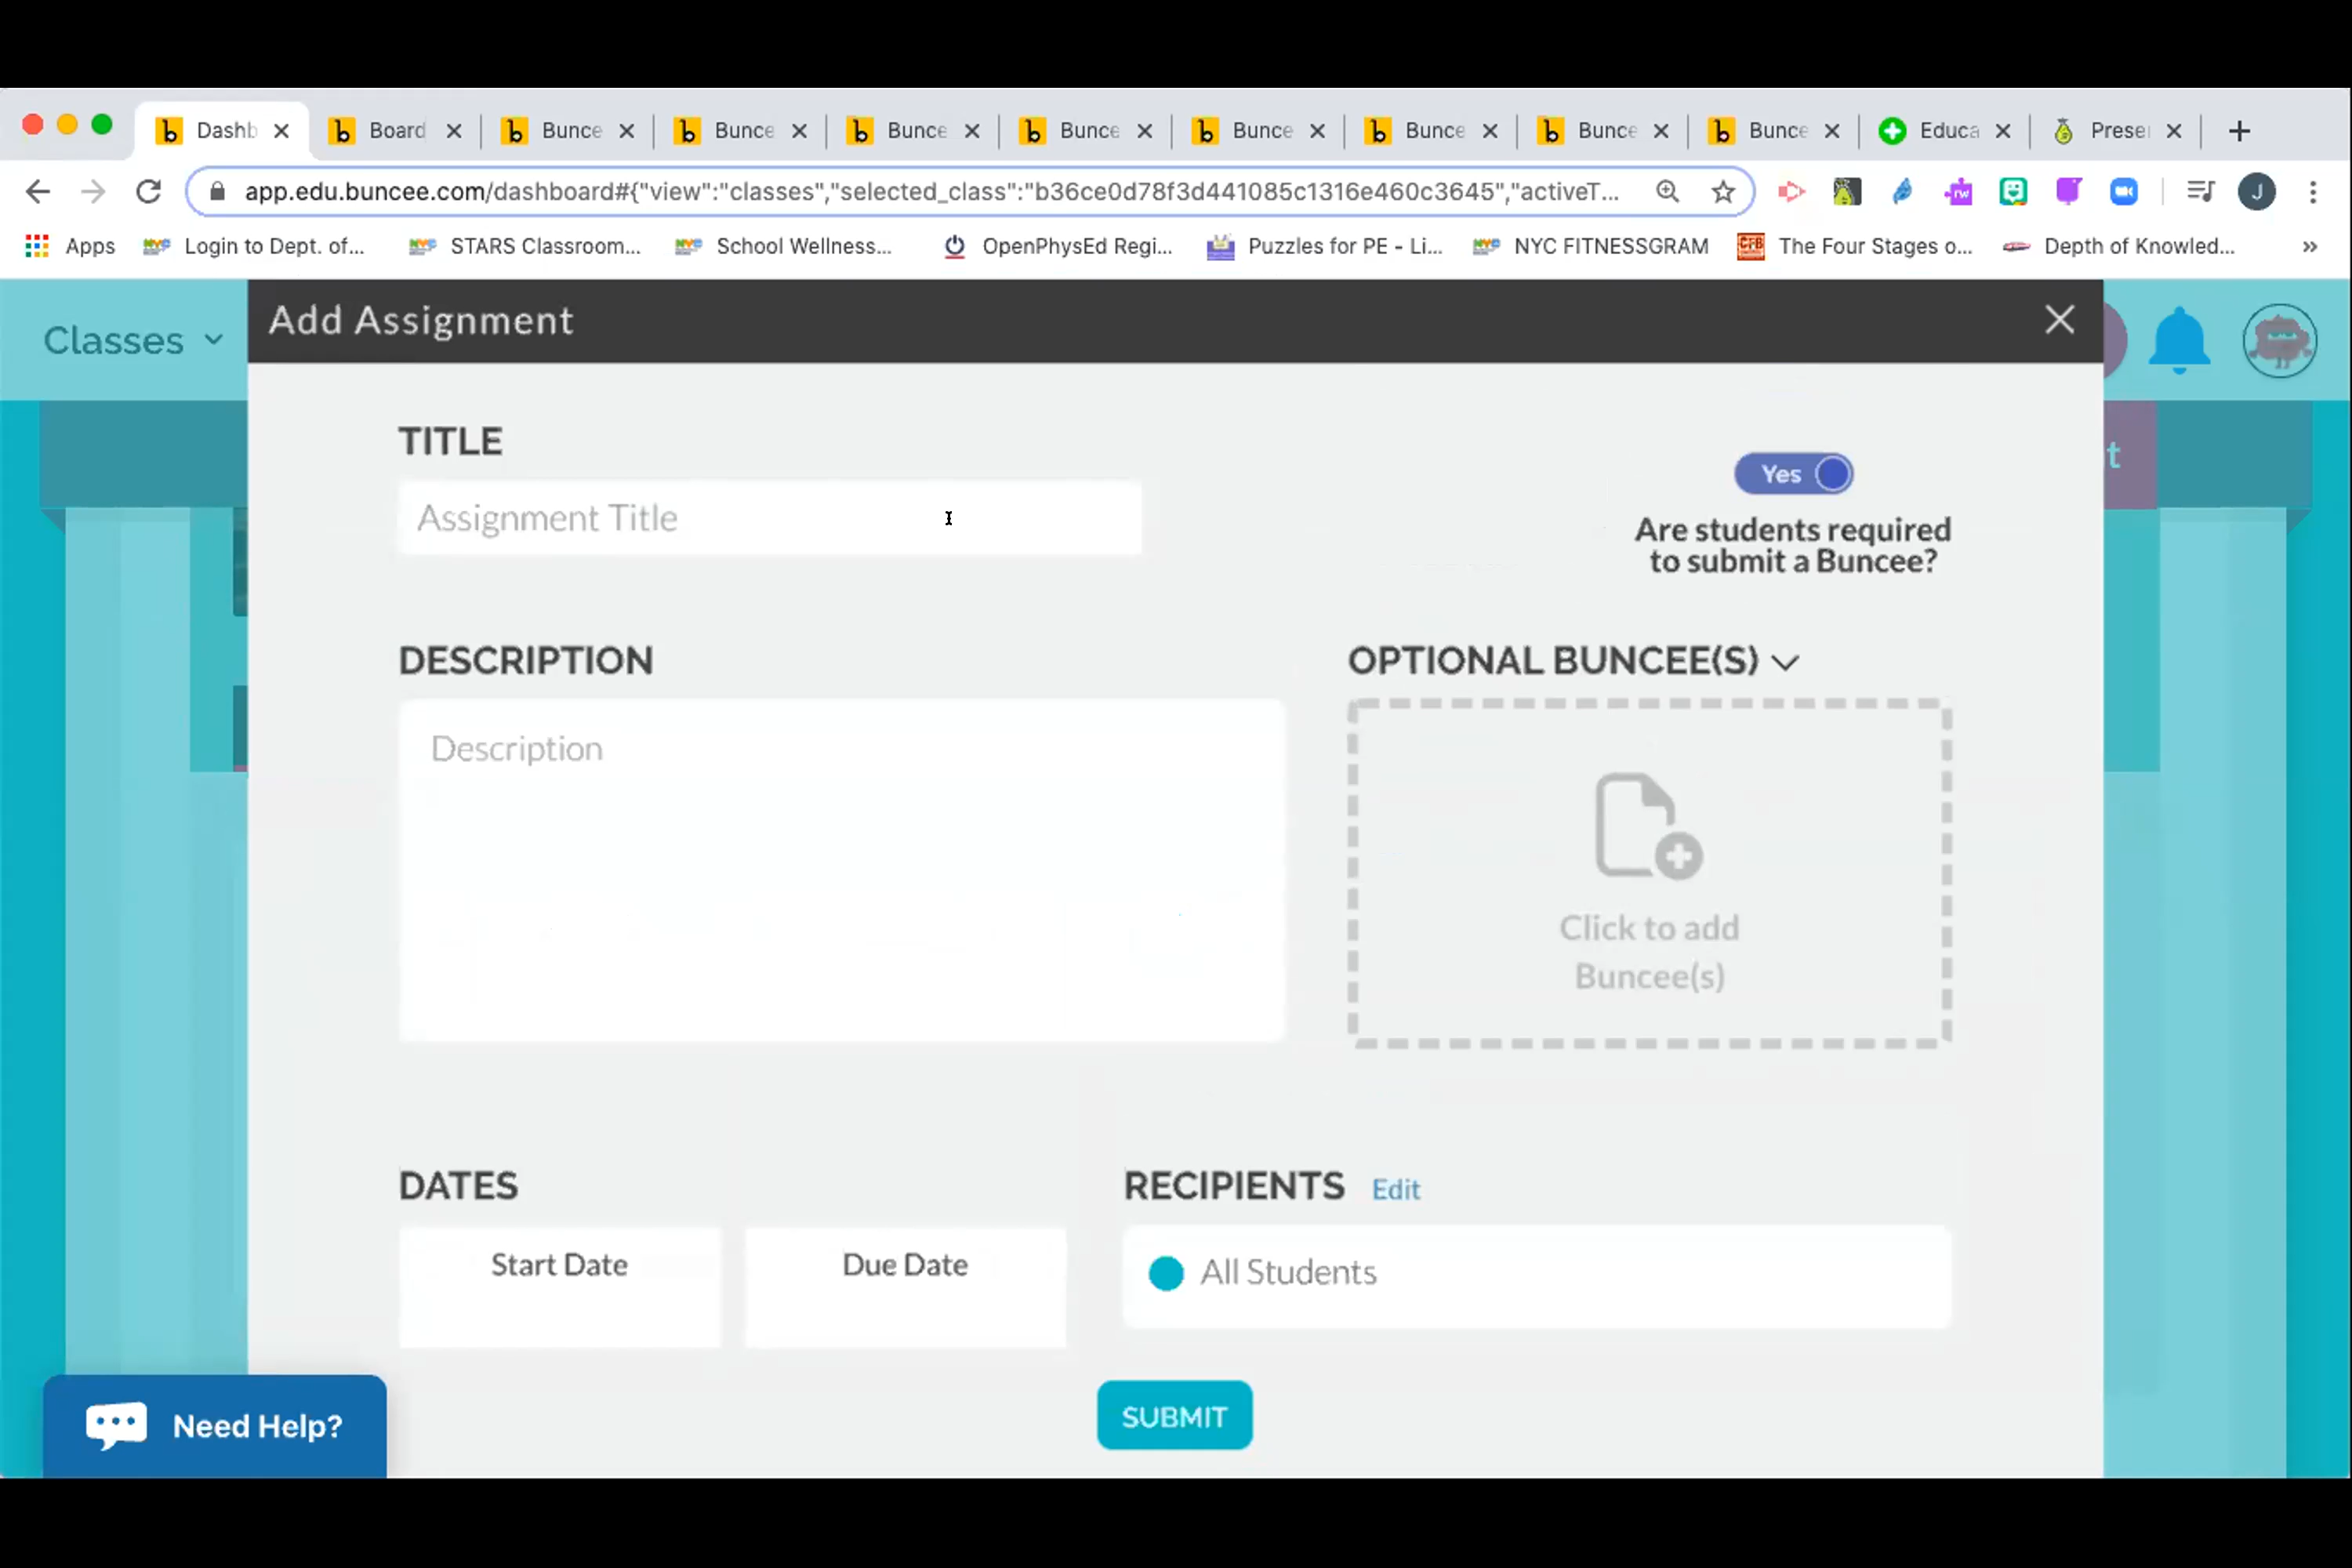 Dashb
Board
Bunce
Bunce
Bunce
Bunce
Bunce
Bunce
Bunce
Bunce
Educa
Prese
app.edu.buncee.com/dashboard#{"view":"classes","selected_class":"b36ce0d78f3d441085c1316e460c3645","activeT...
J
Apps
Login to Dept. of...
STARS Classroom...
School Wellness...
OpenPhysEd Regi...
Puzzles for PE - Li...
NYC FITNESSGRAM
The Four Stages o...
Depth of Knowled...
Classes
Add Assignment
TITLE
Assignment Title
Yes
Are students required
to submit a Buncee?
t
DESCRIPTION
OPTIONAL BUNCEE(S)
Description
Click to add
Buncee(s)
DATES
RECIPIENTS Edit
Start Date
Due Date
All Students
SUBMIT
Need Help?